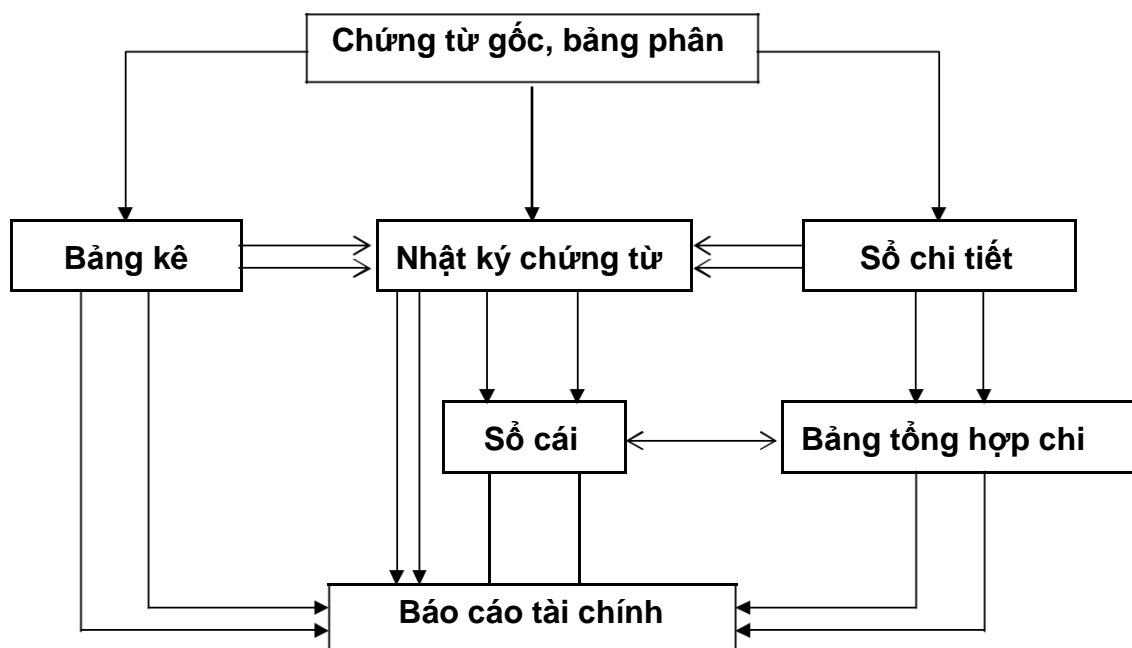 Chứng từ gốc, bảng phân
Bảng kê
Nhật ký chứng từ
Sổ chi tiết
Sổ cái
Bảng tổng hợp chi
Báo cáo tài chính